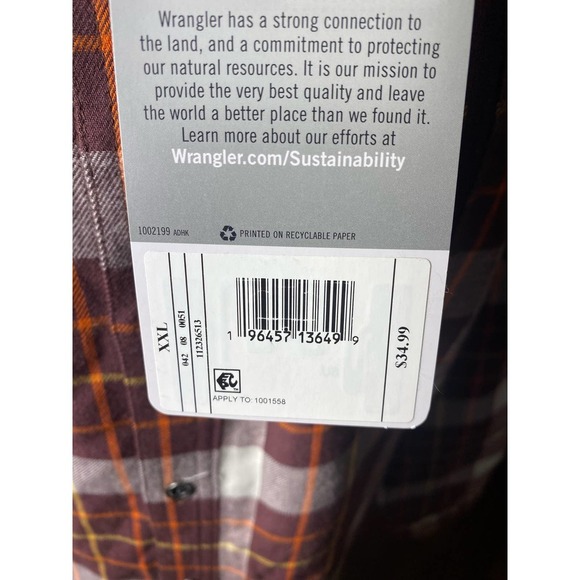 Wrangler has a strong connection to
the land, and a commitment to protecting
our natural resources. It is our mission to
provide the very best quality and leave
the world a better place than we found it.
Learn more about our efforts at
Wrangler.com/Sustainability
1002199 ADHK
PRINTED ON RECYCLABLE PAPER
XXL
042 08 0051
112326513
1 96457 13649 9
$34.99
APPLY TO: 1001558